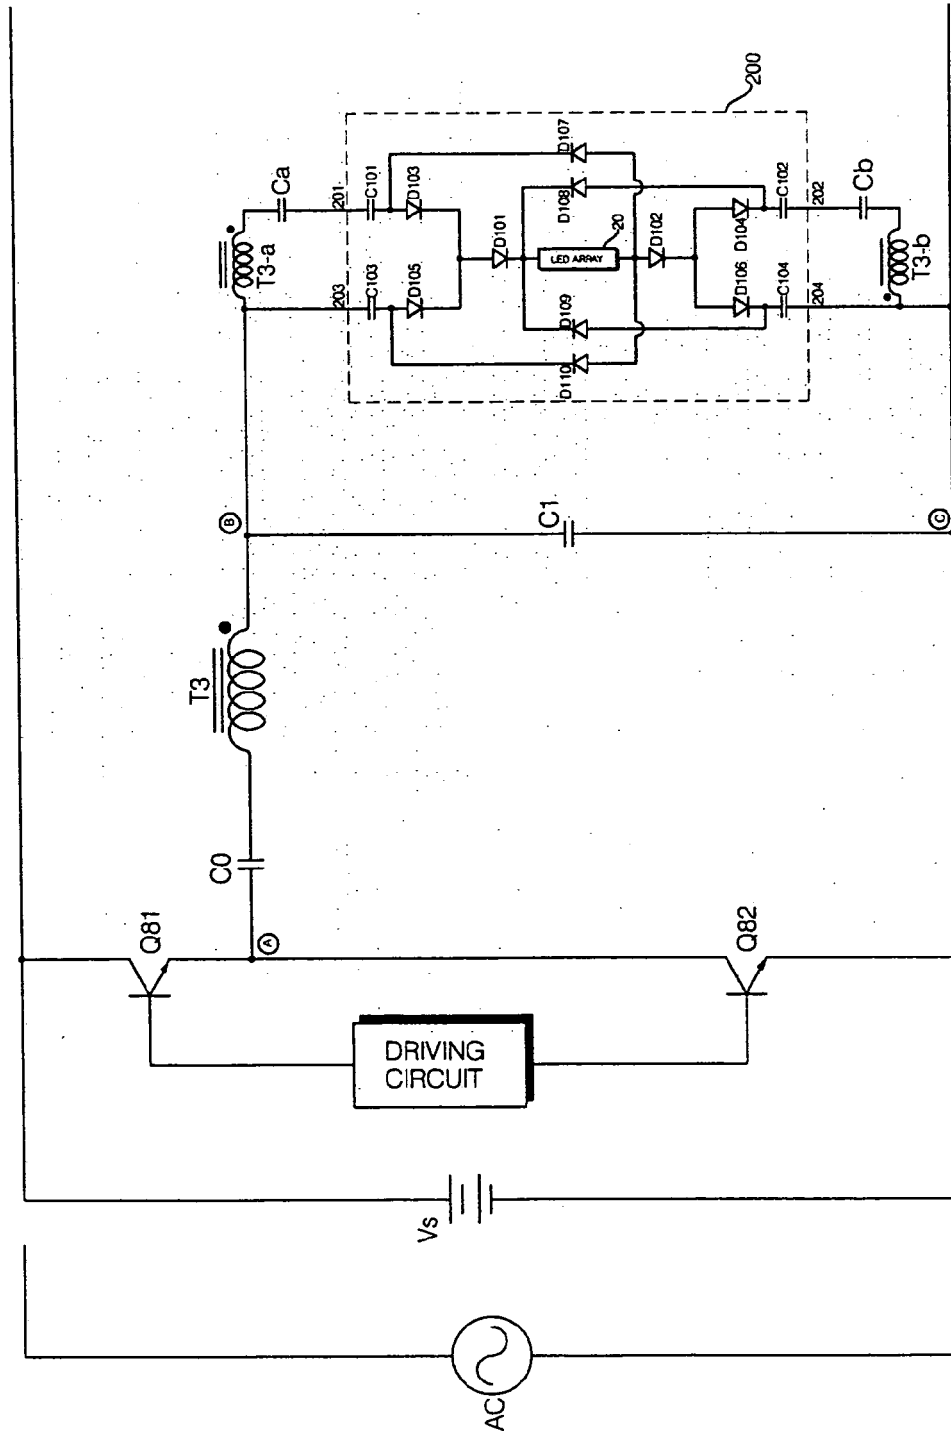 200
Ca
T3-a
201
C101
D103
203
C103
D105
D101
D107
D108
20
LED ARRAY
D102
D109
D110
D104
C102
202
Cb
D106
C104
204
T3-b
B
C1
C
T3
C0
Q81
A
Q82
DRIVING
CIRCUIT
Vs
AC